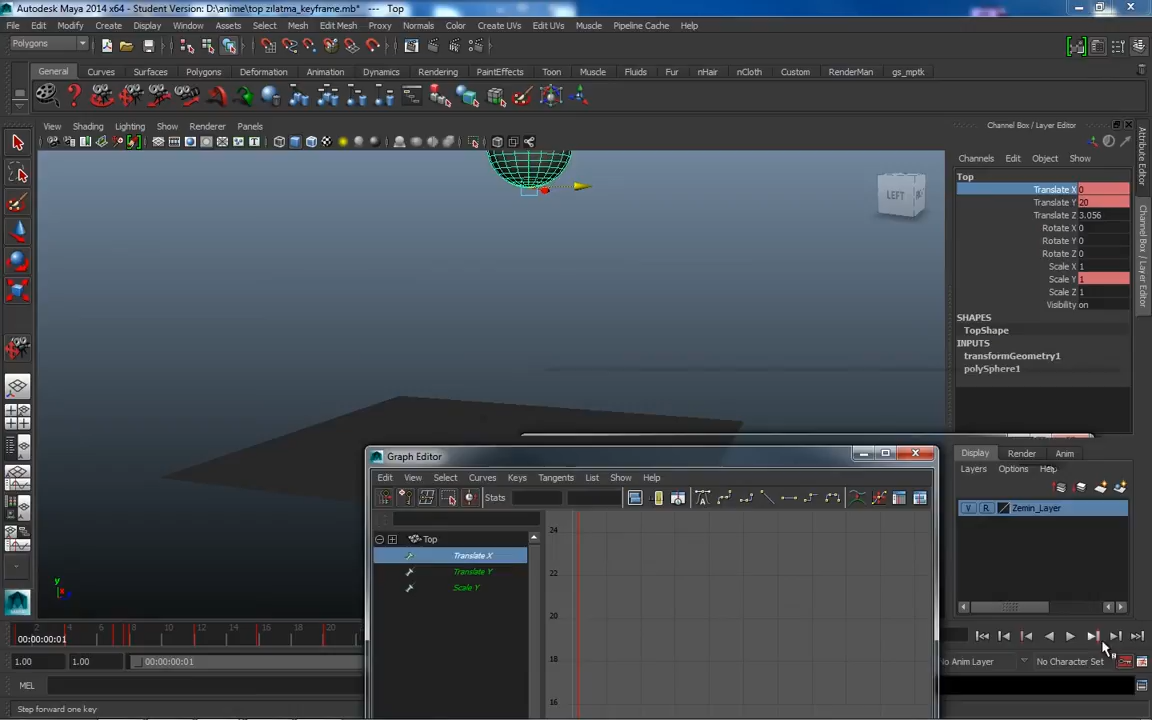 Autodesk Maya 2014 x64 - Student Version: D:\anime\top zılatma_keyframe.mb* --- Top
File Edit Modify Create Display Window Assets Select Mesh Edit Mesh Proxy Normals Color Create UVs Edit UVs Muscle Pipeline Cache Help
Polygons
General Curves Surfaces Polygons Deformation Animation Dynamics Rendering PaintEffects Toon Muscle Fluids Fur nHair nCloth Custom RenderMan gs_mptk
View Shading Lighting Show Renderer Panels
Channel Box / Layer Editor
Channels Edit Object Show
Top
Translate X 0
Translate Y 20
Translate Z 3.056
Rotate X 0
Rotate Y 0
Rotate Z 0
Scale X 1
Scale Y 1
Scale Z 1
Visibility on
SHAPES
TopShape
INPUTS
transformGeometry1
polySphere1
Attribute Editor
Channel Box / Layer Editor
LEFT
y
Display Render Anim
Layers Options Help
V R Zemin_Layer
Graph Editor
Edit View Select Curves Keys Tangents List Show Help
Stats
Top
Translate X
Translate Y
Scale Y
24
22
20
18
16
2 4 6 8 12 14 16 18 20
00:00:00:01
1.00 1.00 00:00:00:01
No Anim Layer No Character Set
MEL
Step forward one key